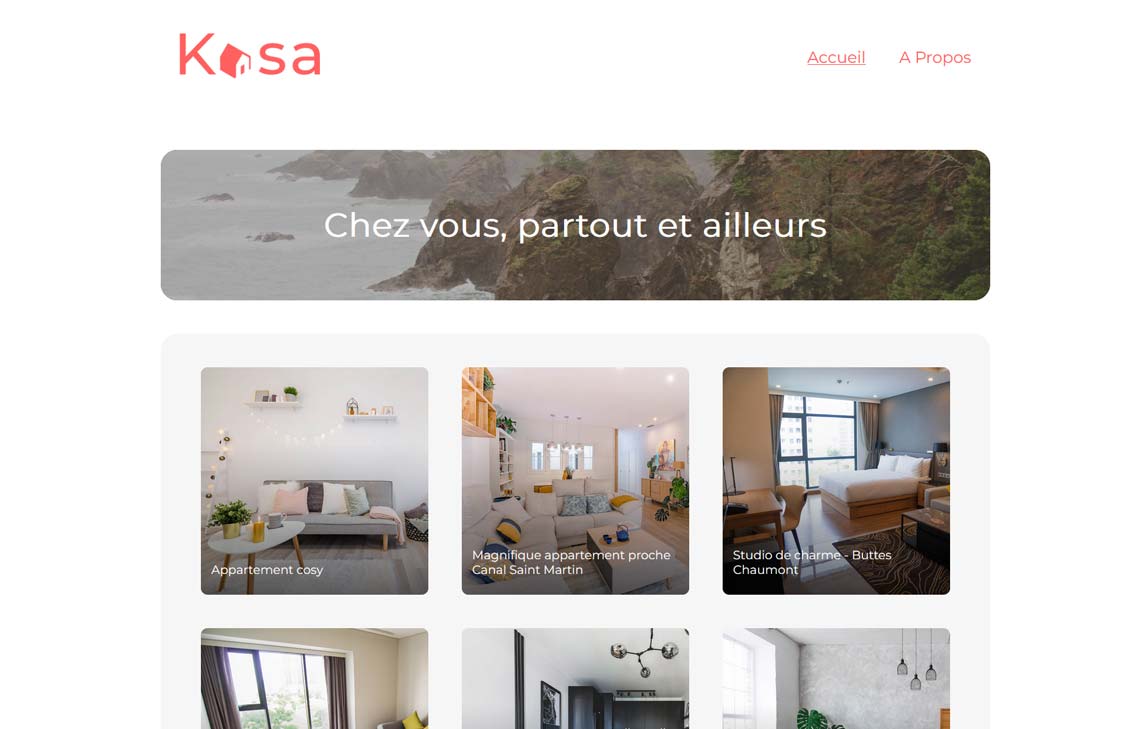 Kasa
Accueil
A Propos
Chez vous, partout et ailleurs
Appartement cosy
Magnifique appartement proche
Canal Saint Martin
Studio de charme - Buttes
Chaumont